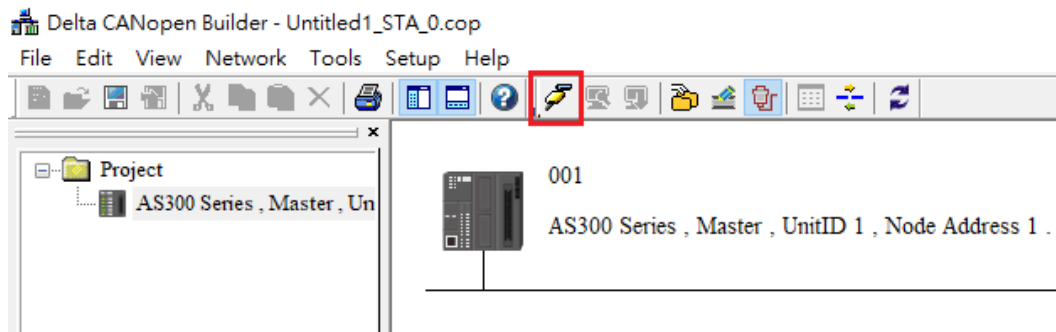 Delta CANopen Builder - Untitled1_STA_0.cop
File Edit View Network Tools Setup Help
Project
AS300 Series , Master , Un
001
AS300 Series , Master , UnitID 1 , Node Address 1 .